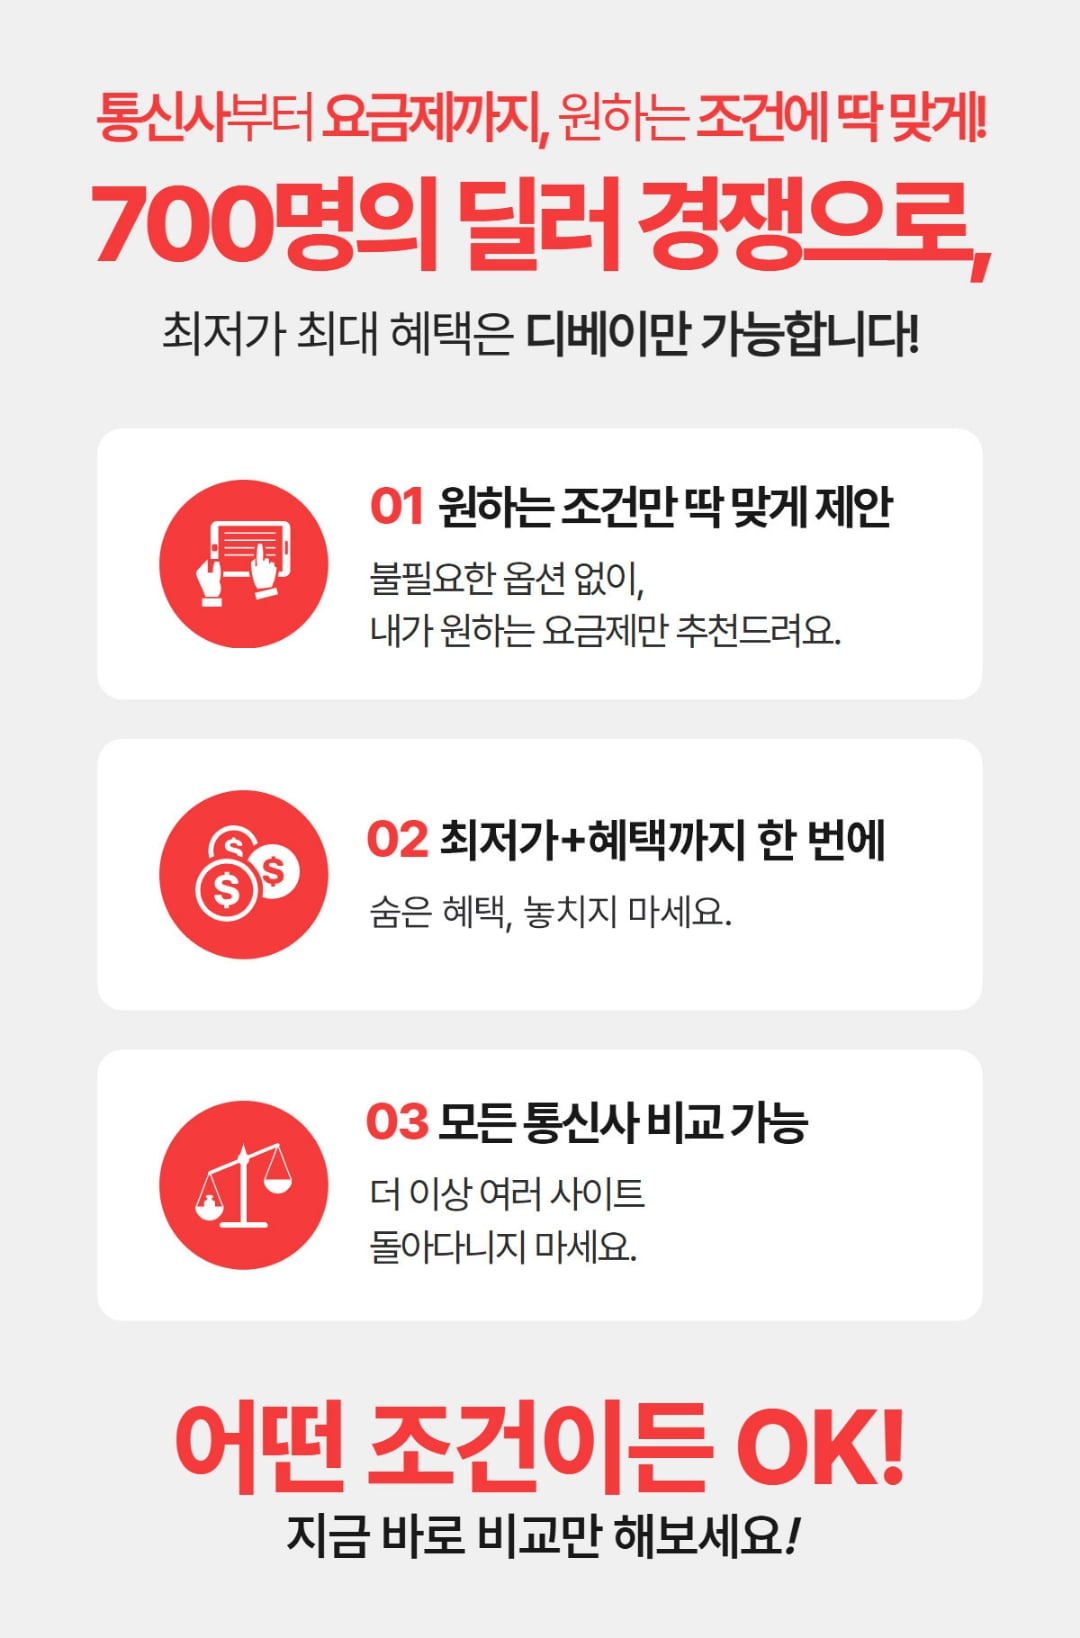 통신사부터 요금제까지, 원하는 조건에 딱 맞게!
700명의 딜러 경쟁으로,
최저가 최대 혜택은 디베이만 가능합니다!
01 원하는 조건만 딱 맞게 제안
불필요한 옵션 없이,
내가 원하는 요금제만 추천드려요.
$ $ $
02 최저가+혜택까지 한 번에
숨은 혜택, 놓치지 마세요.
03 모든 통신사 비교 가능
더 이상 여러 사이트
돌아다니지 마세요.
어떤 조건이든 OK!
지금 바로 비교만 해보세요!